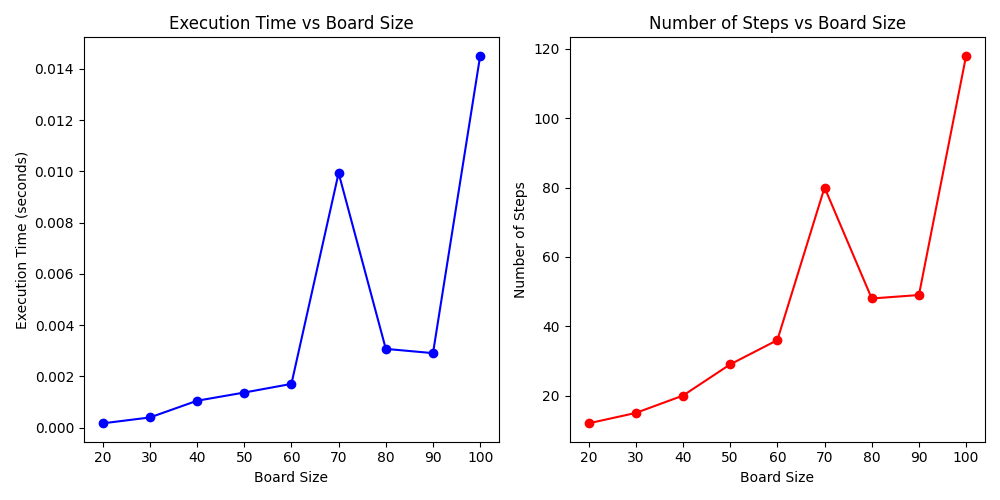 Execution Time vs Board Size
Execution Time (seconds)
0.014
0.012
0.010
0.008
0.006
0.004
0.002
0.000
20 30 40 50 60 70 80 90 100
Board Size
Number of Steps vs Board Size
Number of Steps
120
100
80
60
40
20
20 30 40 50 60 70 80 90 100
Board Size